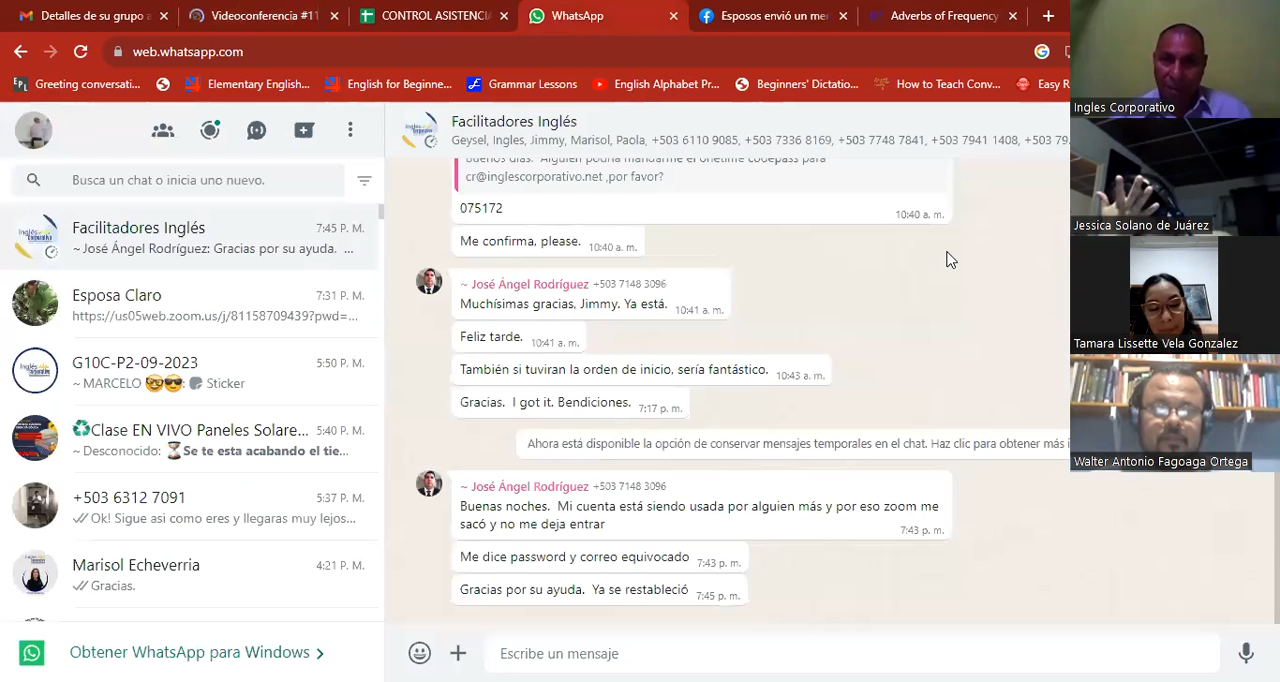 Detalles de su grupo a
Videoconferencia #11
CONTROL ASISTENCIA
WhatsApp
Esposos envió un me
Adverbs of Frequency
web.whatsapp.com
Greeting conversati...
Elementary English...
English for Beginne...
Grammar Lessons
English Alphabet Pr...
Beginners' Dictatio...
How to Teach Conv...
Easy R
Busca un chat o inicia uno nuevo.
Facilitadores Inglés
7:45 P. M.
~ José Ángel Rodríguez: Gracias por su ayuda. ...
Esposa Claro
7:31 P. M.
https://us05web.zoom.us/j/81158709439?pwd=...
G10C-P2-09-2023
5:50 P. M.
~ MARCELO 🤓😎: Sticker
♻Clase EN VIVO Paneles Solare...
5:40 P. M.
~ Desconocido: ⏳Se te esta acabando el tie...
+503 6312 7091
5:37 P. M.
Ok! Sigue asi como eres y llegaras muy lejos...
Marisol Echeverria
4:21 P. M.
Gracias.
Obtener WhatsApp para Windows
Facilitadores Inglés
Geysel, Ingles, Jimmy, Marisol, Paola, +503 6110 9085, +503 7336 8169, +503 7748 7841, +503 7941 1408, +503 79
Buenos días. Alguien podría mandarme el onetime codepass para
cr@inglescorporativo.net ,por favor?
075172
10:40 a. m.
Me confirma, please.
10:40 a. m.
~ José Ángel Rodríguez +503 7148 3096
Muchísimas gracias, Jimmy. Ya está.
10:41 a. m.
Feliz tarde.
10:41 a. m.
También si tuviran la orden de inicio, sería fantástico.
10:43 a. m.
Gracias. I got it. Bendiciones.
7:17 p. m.
Ahora está disponible la opción de conservar mensajes temporales en el chat. Haz clic para obtener más i
~ José Ángel Rodríguez +503 7148 3096
Buenas noches. Mi cuenta está siendo usada por alguien más y por eso zoom me
sacó y no me deja entrar
7:43 p. m.
Me dice password y correo equivocado
7:43 p. m.
Gracias por su ayuda. Ya se restableció
7:45 p. m.
Escribe un mensaje
Ingles Corporativo
Jessica Solano de Juárez
Tamara Lissette Vela Gonzalez
Walter Antonio Fagoaga Ortega